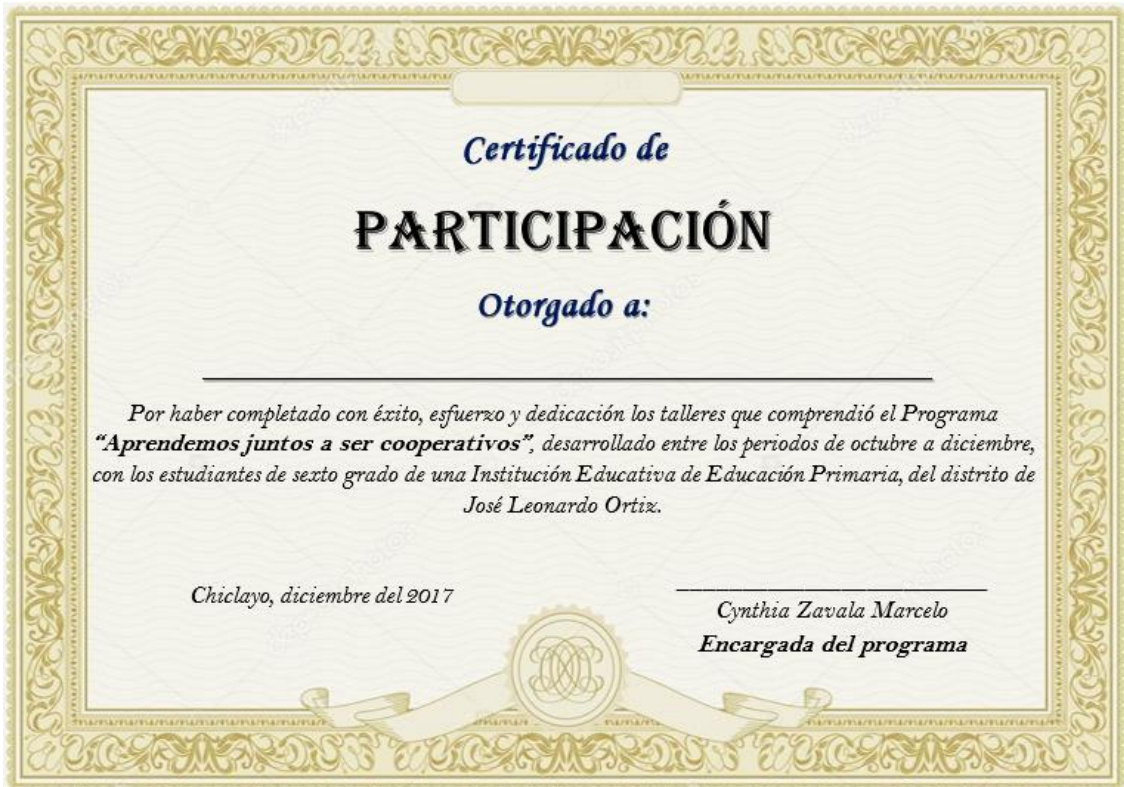 Certificado de
PARTICIPACIÓN
Otorgado a:
Por haber completado con éxito, esfuerzo y dedicación los talleres que comprendió el Programa
“Aprendemos juntos a ser cooperativos”, desarrollado entre los periodos de octubre a diciembre,
con los estudiantes de sexto grado de una Institución Educativa de Educación Primaria, del distrito de
José Leonardo Ortiz.
Chiclayo, diciembre del 2017
Cynthia Zavala Marcelo
Encargada del programa